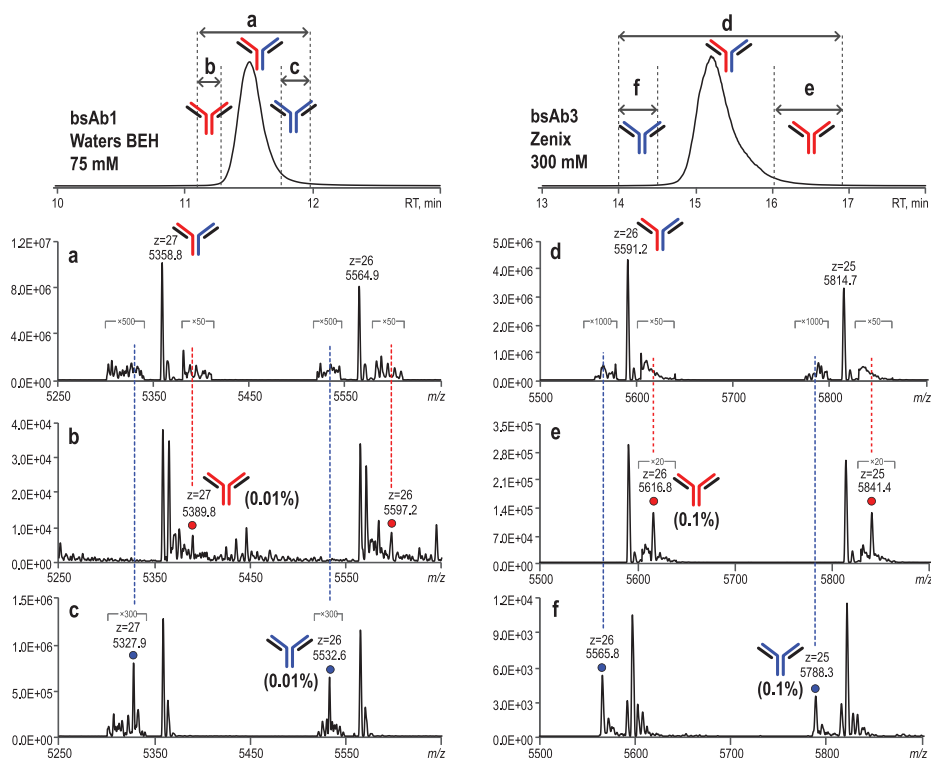 a
b
c
bsAb1
Waters BEH
75 mM
10
11
12
RT, min
d
f
e
bsAb3
Zenix
300 mM
13
14
15
16
17
RT, min
a
1.2E+07
8.0E+06
4.0E+06
0.0E+00
z=27
5358.8
z=26
5564.9
×500
×50
×500
×50
5250
5350
5450
5550
m/z
b
4.0E+04
3.0E+04
2.0E+04
1.0E+04
0.0E+00
z=27
5389.8
(0.01%)
z=26
5597.2
5250
5350
5450
5550
m/z
c
1.5E+06
1.0E+06
5.0E+05
0.0E+00
×300
z=27
5327.9
(0.01%)
×300
z=26
5532.6
5250
5350
5450
5550
m/z
d
5.0E+06
4.0E+06
3.0E+06
2.0E+06
1.0E+06
0.0E+00
z=26
5591.2
z=25
5814.7
×1000
×50
×1000
×50
5500
5600
5700
5800
m/z
e
3.5E+05
2.8E+05
2.1E+05
1.4E+05
7.0E+04
0.0E+00
×20
z=26
5616.8
(0.1%)
×20
z=25
5841.4
5500
5600
5700
5800
m/z
f
1.2E+04
9.0E+03
6.0E+03
3.0E+03
0.0E+00
z=26
5565.8
(0.1%)
z=25
5788.3
5500
5600
5700
5800
m/z